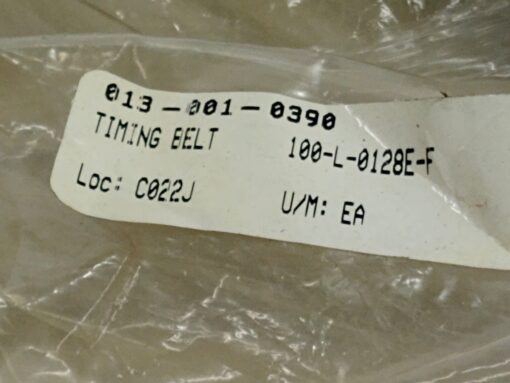 013-001-0390
TIMING BELT 100-L-0128E-F
Loc: C022J U/M: EA